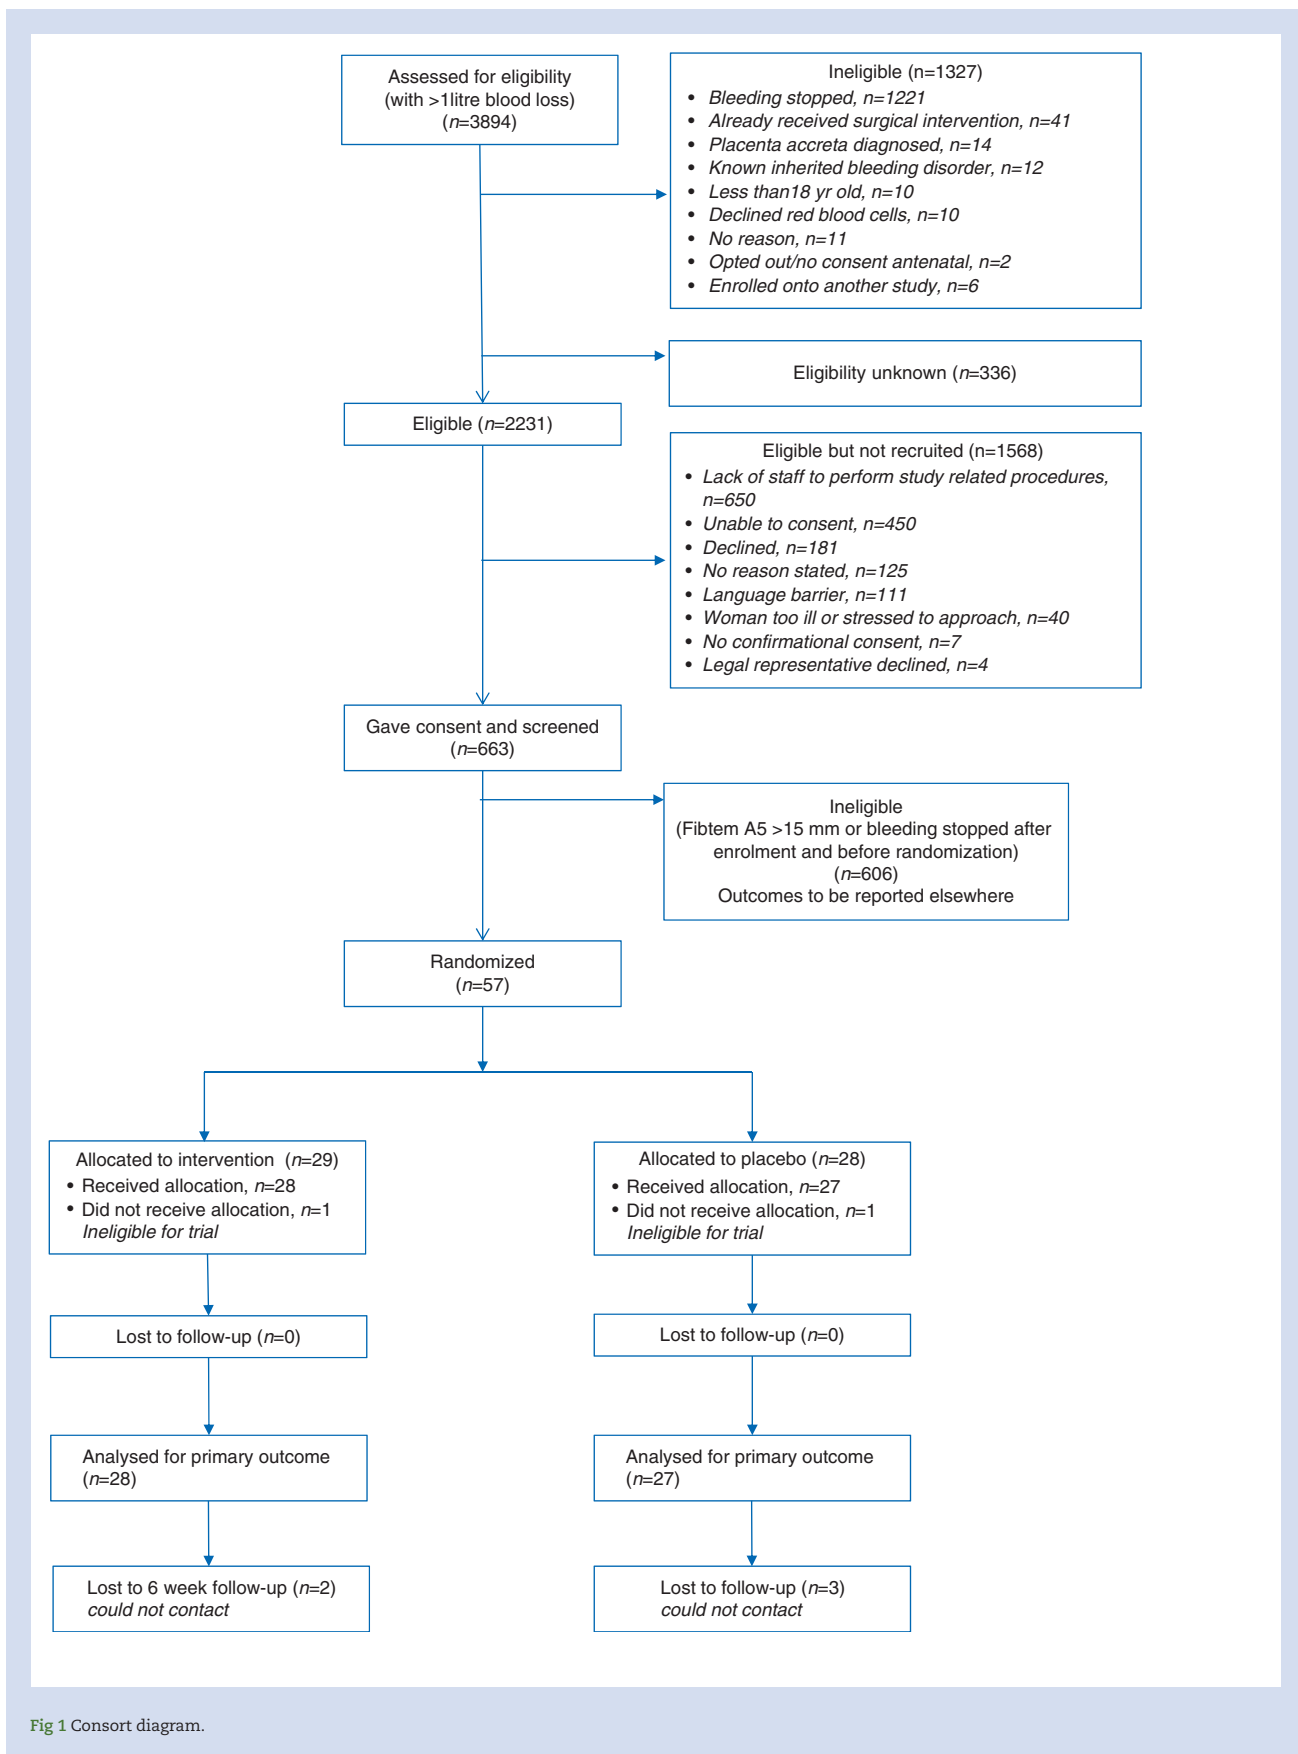 Assessed for eligibility
(with >1litre blood loss)
(n=3894)
Ineligible (n=1327)
• Bleeding stopped, n=1221
• Already received surgical intervention, n=41
• Placenta accreta diagnosed, n=14
• Known inherited bleeding disorder, n=12
• Less than18 yr old, n=10
• Declined red blood cells, n=10
• No reason, n=11
• Opted out/no consent antenatal, n=2
• Enrolled onto another study, n=6
Eligibility unknown (n=336)
Eligible (n=2231)
Eligible but not recruited (n=1568)
• Lack of staff to perform study related procedures,
n=650
• Unable to consent, n=450
• Declined, n=181
• No reason stated, n=125
• Language barrier, n=111
• Woman too ill or stressed to approach, n=40
• No confirmational consent, n=7
• Legal representative declined, n=4
Gave consent and screened
(n=663)
Ineligible
(Fibtem A5 >15 mm or bleeding stopped after
enrolment and before randomization)
(n=606)
Outcomes to be reported elsewhere
Randomized
(n=57)
Allocated to intervention (n=29)
• Received allocation, n=28
• Did not receive allocation, n=1
Ineligible for trial
Allocated to placebo (n=28)
• Received allocation, n=27
• Did not receive allocation, n=1
Ineligible for trial
Lost to follow-up (n=0)
Lost to follow-up (n=0)
Analysed for primary outcome
(n=28)
Analysed for primary outcome
(n=27)
Lost to 6 week follow-up (n=2)
could not contact
Lost to follow-up (n=3)
could not contact
Fig 1 Consort diagram.